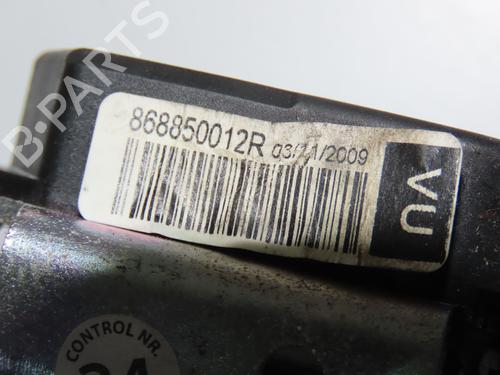 B-PARTS
868850012R 03/11/2009
VU
CONTROL NR.